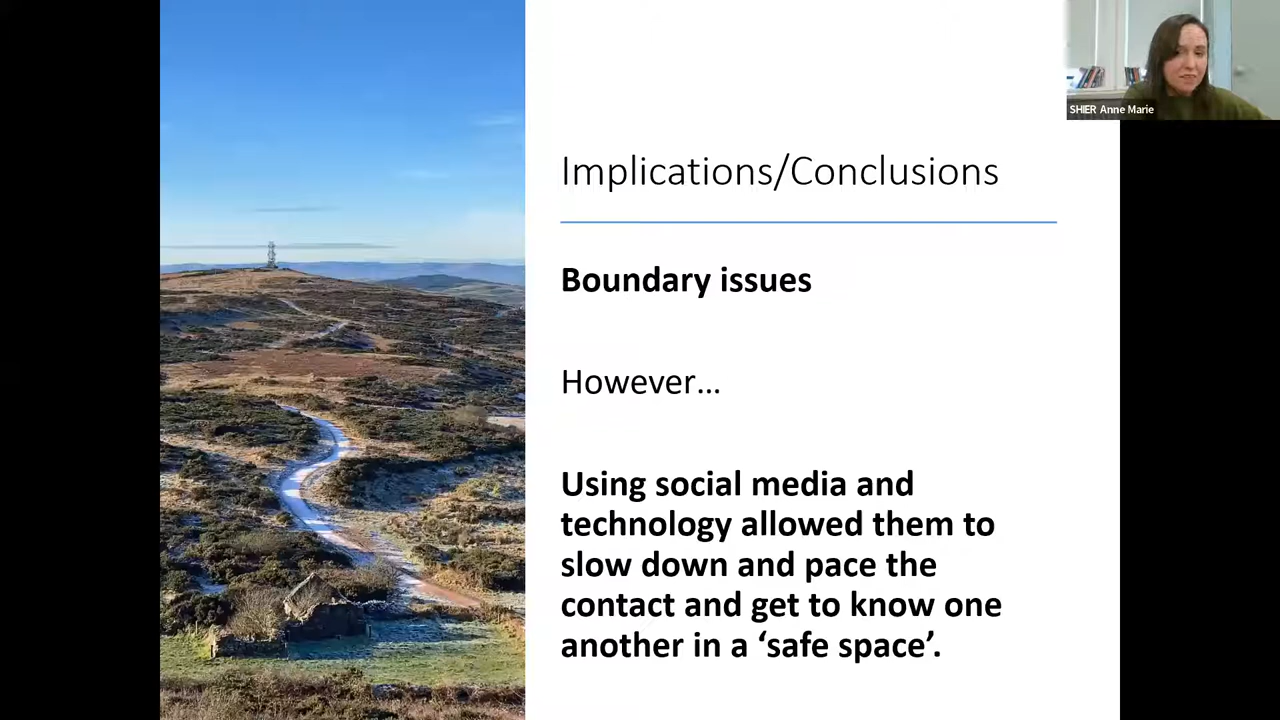 SHIER Anne Marie
Implications/Conclusions
Boundary issues
However...
Using social media and
technology allowed them to
slow down and pace the
contact and get to know one
another in a ‘safe space’.